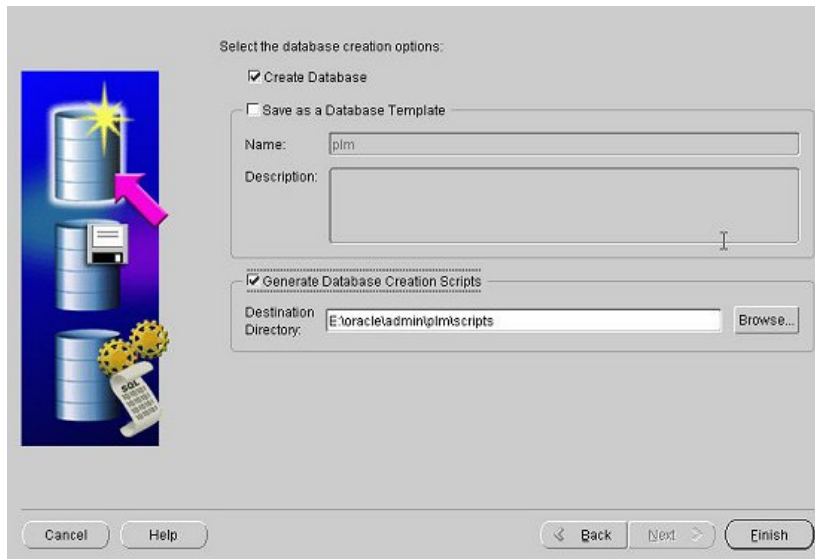 Select the database creation options:
Create Database
Save as a Database Template
Name: plm
Description:
Generate Database Creation Scripts
Destination Directory: E:\oracle\admin\plm\scripts Browse...
SQL
Cancel Help Back Next Finish